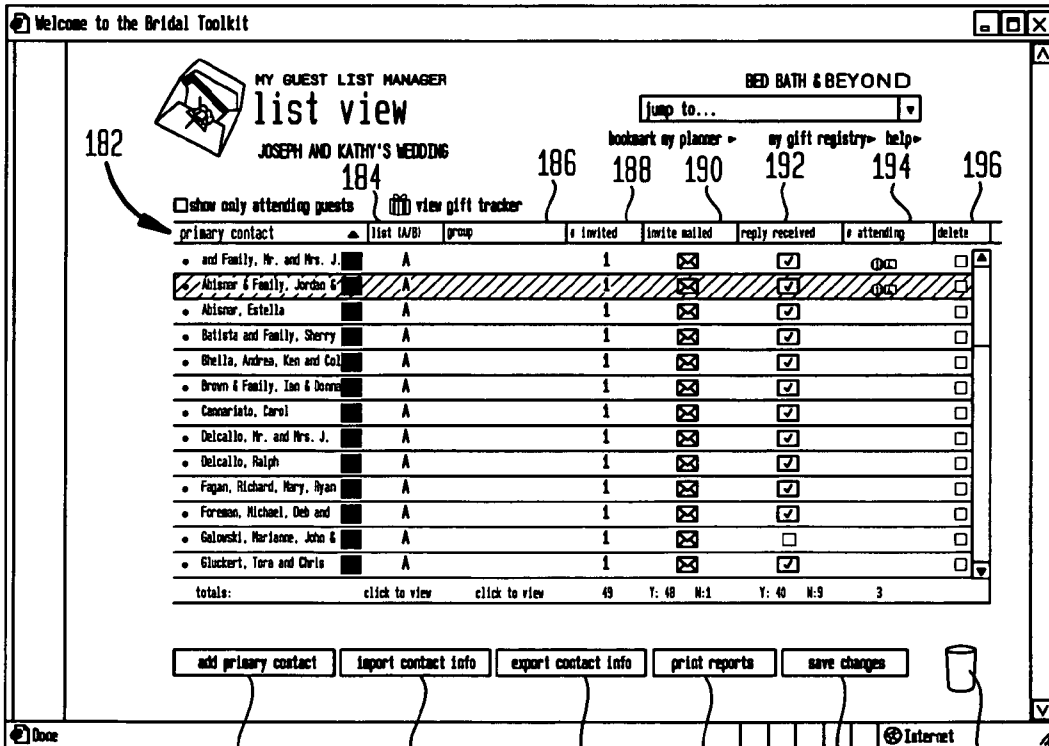 Welcome to the Bridal Toolkit
MY GUEST LIST MANAGER
list view
JOSEPH AND KATHY'S WEDDING
BED BATH & BEYOND
jump to...
bookmark my planner my gift registry help
182 184 186 188 190 192 194 196
show only attending guests view gift tracker
primary contact list (A/B) group # invited invite mailed reply received # attending delete
and Family, Mr. and Mrs. J. A 1
Abisner & Family, Jordan & A 1
Abisner, Estella A 1
Batista and Family, Sherry A 1
Bhella, Andrea, Ken and Col A 1
Brown & Family, Ian & Donna A 1
Cannariato, Carol A 1
Delcallo, Mr. and Mrs. J. A 1
Delcallo, Ralph A 1
Fagan, Richard, Mary, Ryan A 1
Foreman, Michael, Deb and A 1
Galowski, Marianne, John & A 1
Gluckert, Tora and Chris A 1
totals: click to view click to view 49 Y: 48 N:1 Y: 40 N:9 3
add primary contact import contact info export contact info print reports save changes
Done Internet